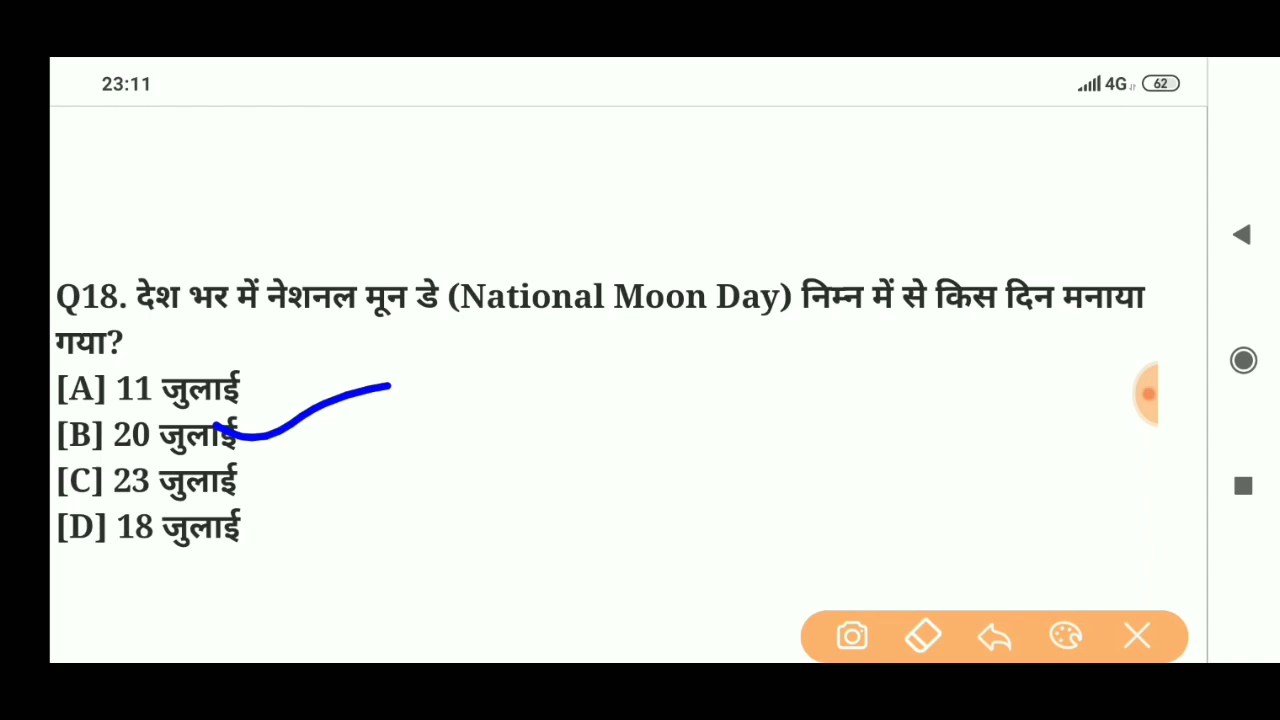 23:11
4G 62
Q18. देश भर में नेशनल मून डे (National Moon Day) निम्न में से किस दिन मनाया
गया?
[A] 11 जुलाई
[B] 20 जुलाई
[C] 23 जुलाई
[D] 18 जुलाई